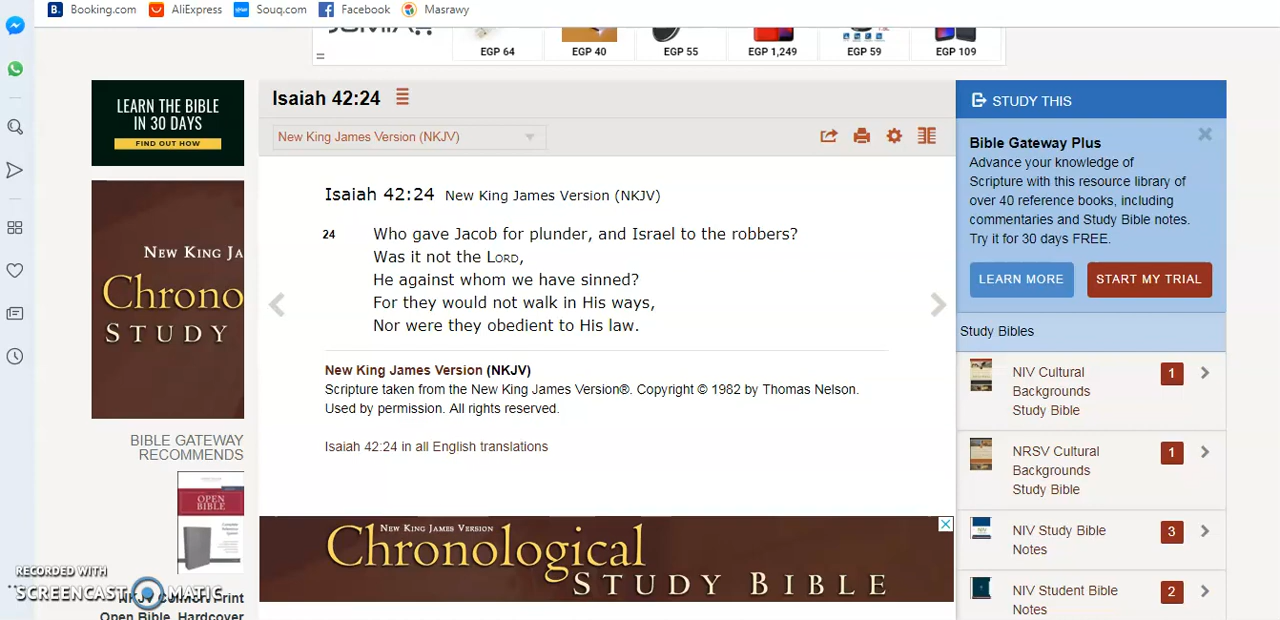 Booking.com AliExpress Souq.com Facebook Masrawy
EGP 64 EGP 40 EGP 55 EGP 1,249 EGP 59 EGP 109
LEARN THE BIBLE
IN 30 DAYS
FIND OUT HOW
NEW KING JA
Chrono
STUDY
BIBLE GATEWAY
RECOMMENDS
OPEN
BIBLE
RECORDED WITH
SCREENCAST MATIC
Print
Open Bible, Hardcover
Isaiah 42:24
New King James Version (NKJV)
Isaiah 42:24 New King James Version (NKJV)
24 Who gave Jacob for plunder, and Israel to the robbers?
Was it not the LORD,
He against whom we have sinned?
For they would not walk in His ways,
Nor were they obedient to His law.
New King James Version (NKJV)
Scripture taken from the New King James Version®. Copyright © 1982 by Thomas Nelson.
Used by permission. All rights reserved.
Isaiah 42:24 in all English translations
NEW KING JAMES VERSION
Chronological
STUDY BIBLE
STUDY THIS
Bible Gateway Plus
Advance your knowledge of
Scripture with this resource library of
over 40 reference books, including
commentaries and Study Bible notes.
Try it for 30 days FREE.
LEARN MORE START MY TRIAL
Study Bibles
NIV Cultural
Backgrounds
Study Bible
1
NRSV Cultural
Backgrounds
Study Bible
1
NIV Study Bible
Notes
3
NIV Student Bible
Notes
2